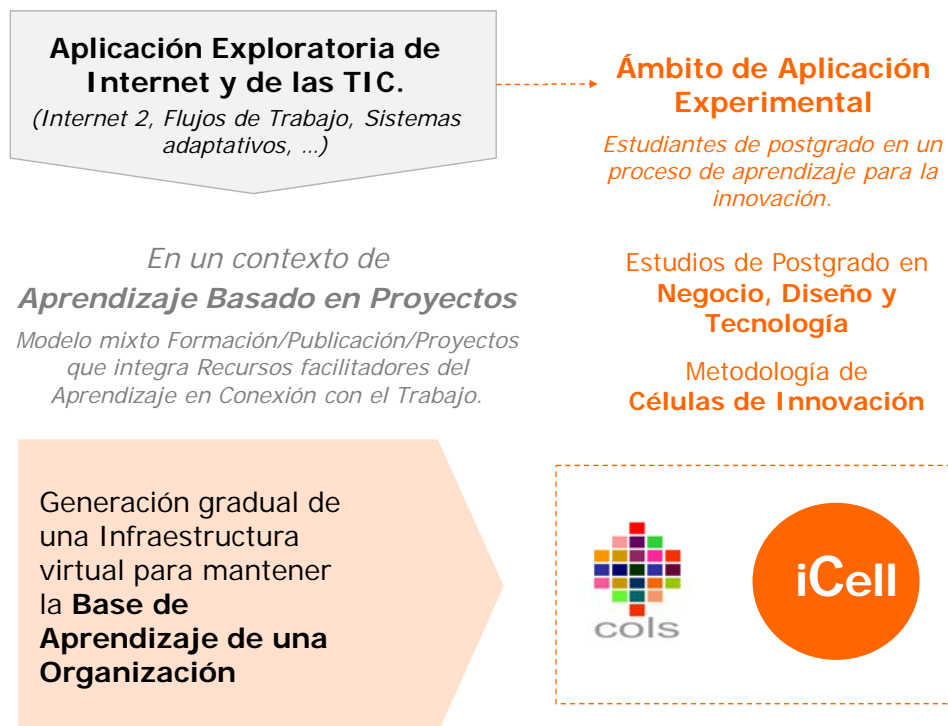 Aplicación Exploratoria de
Internet y de las TIC.
(Internet 2, Flujos de Trabajo, Sistemas
adaptativos, …)
Ámbito de Aplicación
Experimental
Estudiantes de postgrado en un
proceso de aprendizaje para la
innovación.
En un contexto de
Aprendizaje Basado en Proyectos
Modelo mixto Formación/Publicación/Proyectos
que integra Recursos facilitadores del
Aprendizaje en Conexión con el Trabajo.
Estudios de Postgrado en
Negocio, Diseño y
Tecnología
Metodología de
Células de Innovación
Generación gradual de
una Infraestructura
virtual para mantener
la Base de
Aprendizaje de una
Organización
cols
iCell